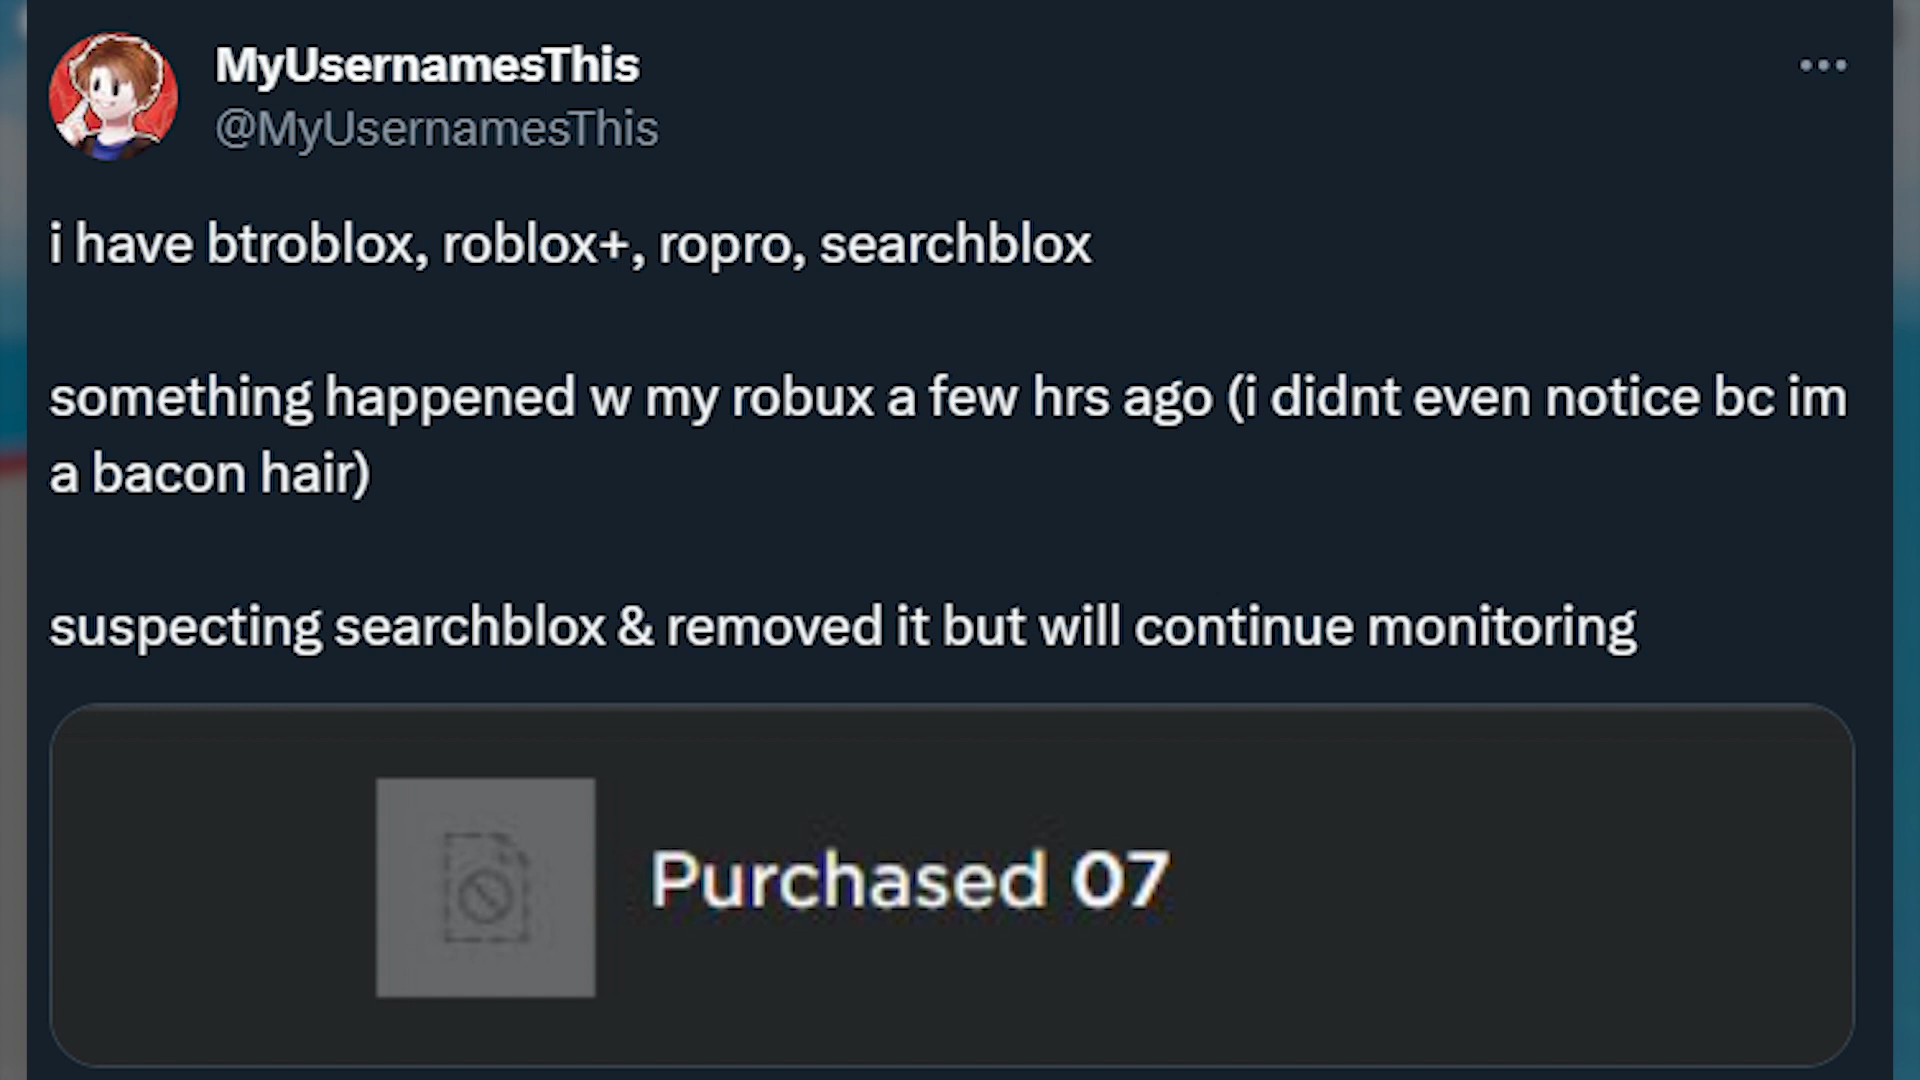 MyUsernamesThis
@MyUsernamesThis
i have btroblox, roblox+, ropro, searchblox
something happened w my robux a few hrs ago (i didnt even notice bc im
a bacon hair)
suspecting searchblox & removed it but will continue monitoring
Purchased 07